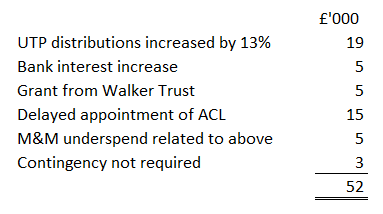 £'000
UTP distributions increased by 13% 19
Bank interest increase 5
Grant from Walker Trust 5
Delayed appointment of ACL 15
M&M underspend related to above 5
Contingency not required 3
52